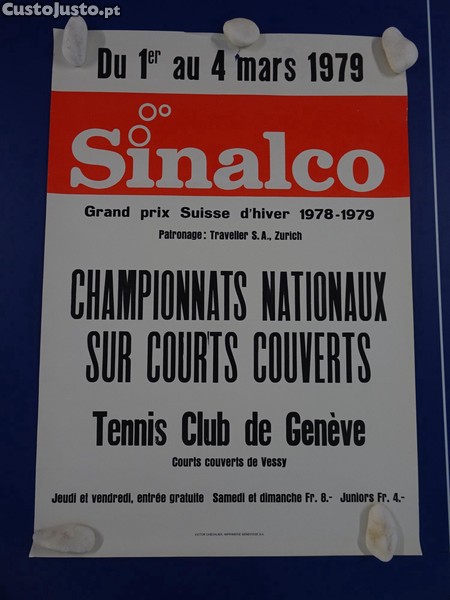 CustoJusto.pt
Du 1er au 4 mars 1979
Sinalco
Grand prix Suisse d'hiver 1978-1979
Patronage: Traveller S.A., Zurich
CHAMPIONNATS NATIONAUX
SUR COURTS COUVERTS
Tennis Club de Genève
Courts couverts de Vessy
Jeudi et vendredi, entrée gratuite Samedi et dimanche Fr. 8.- Juniors Fr. 4.-